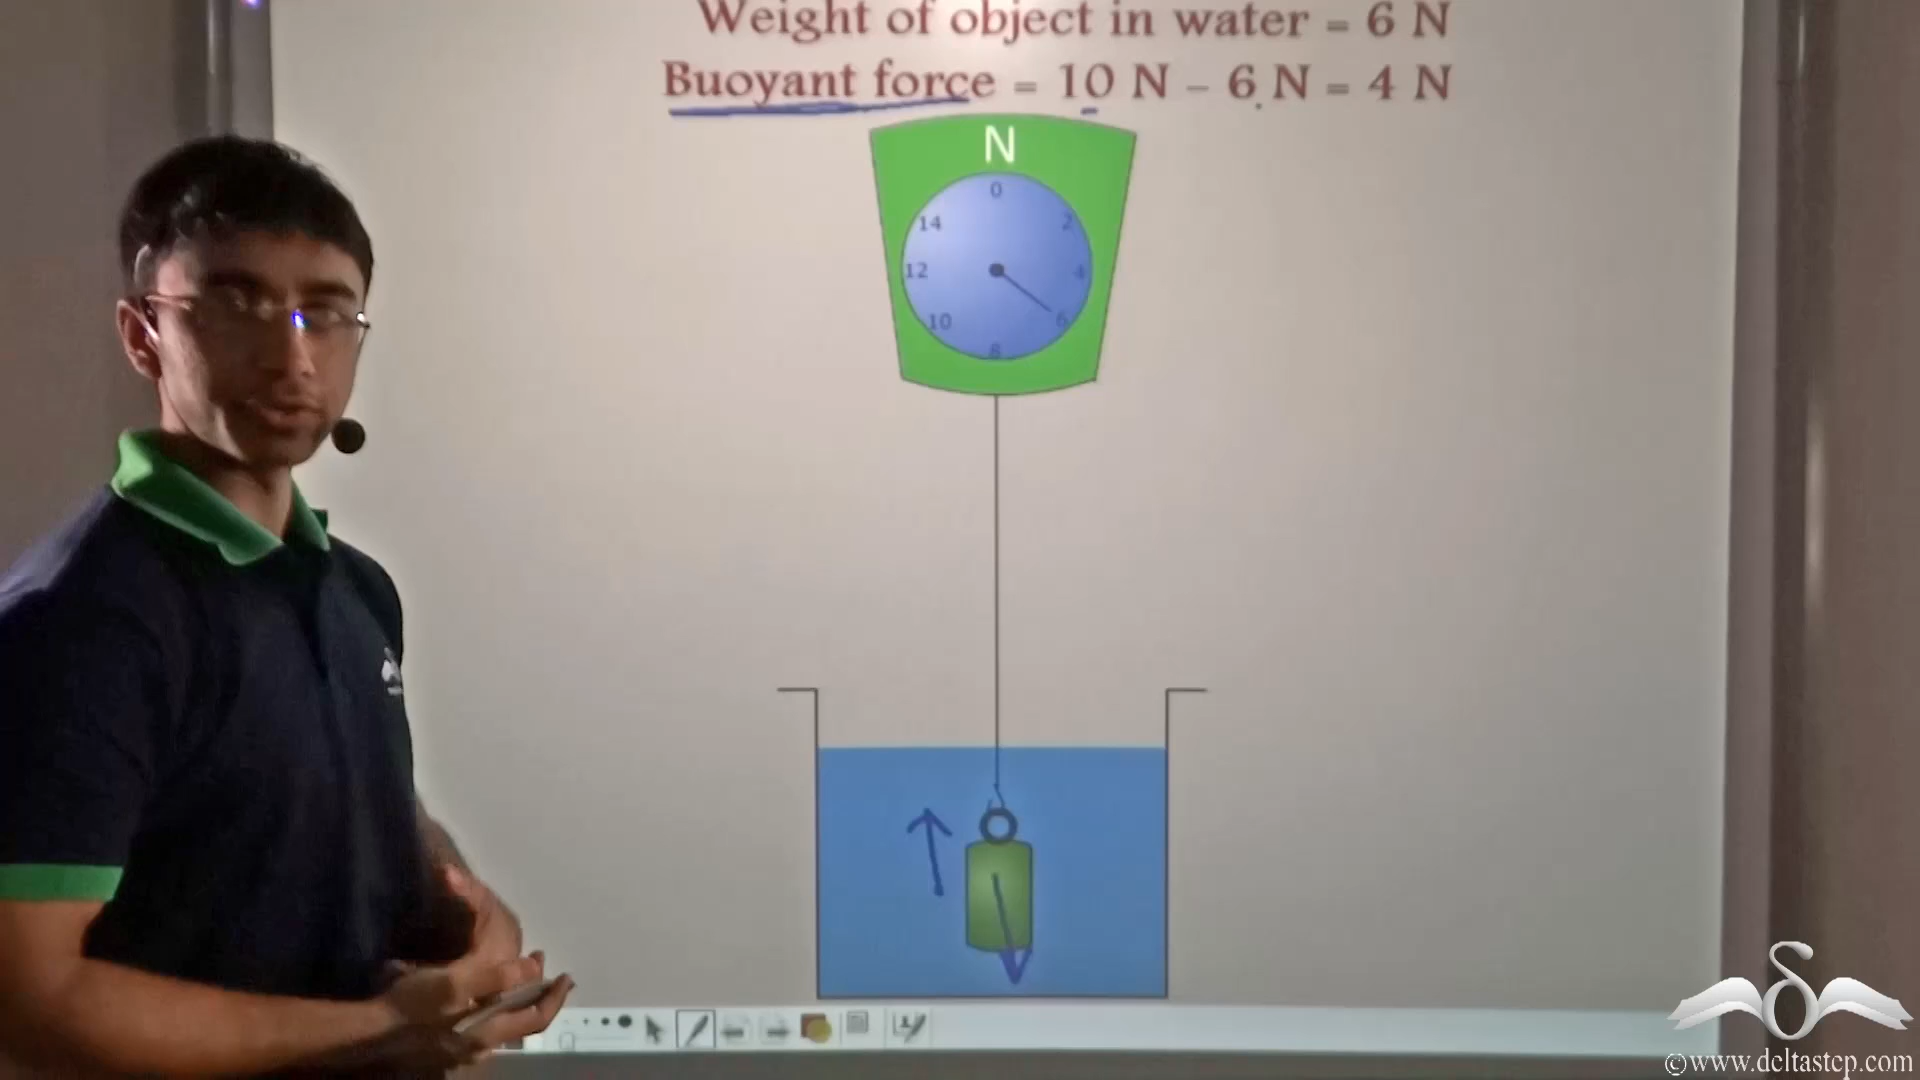 Weight of object in water = 6 N
Buoyant force = 10 N – 6 N = 4 N
N
0
14
2
12
4
10
6
8
©www.deltastep.com